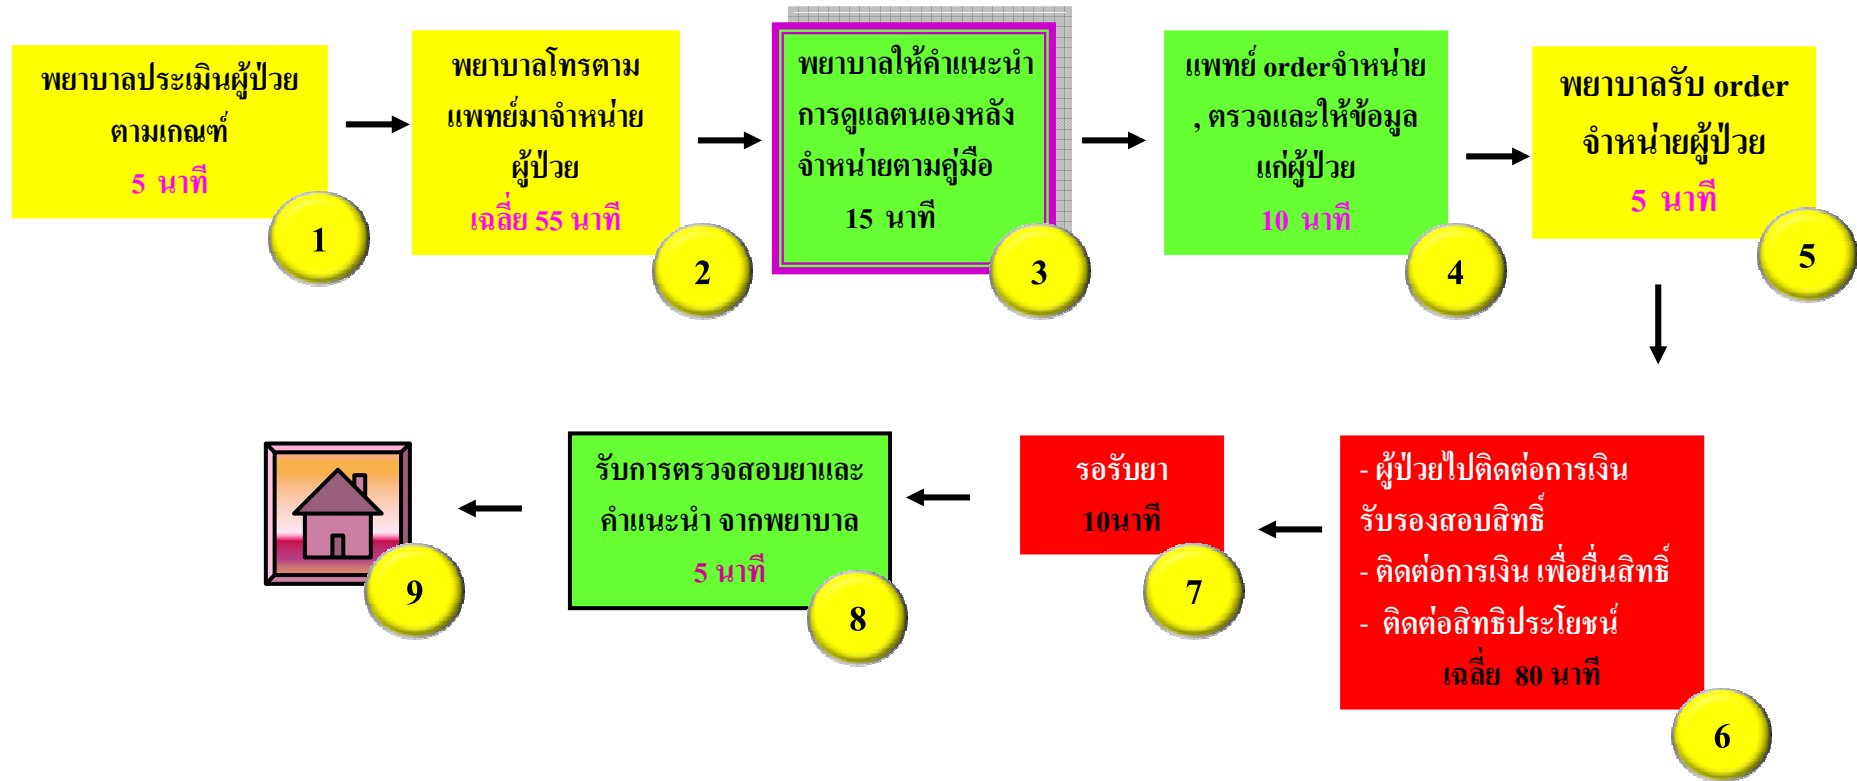 พยาบาลประเมินผู้ป่วย
ตามเกณฑ์
5 นาที
1
พยาบาลโทรตาม
แพทย์มาจำหน่าย
ผู้ป่วย
เฉลี่ย 55 นาที
2
พยาบาลให้คำแนะนำ
การดูแลตนเองหลัง
จำหน่ายตามคู่มือ
15 นาที
3
แพทย์ orderจำหน่าย
, ตรวจและให้ข้อมูล
แก่ผู้ป่วย
10 นาที
4
พยาบาลรับ order
จำหน่ายผู้ป่วย
5 นาที
5
- ผู้ป่วยไปติดต่อการเงิน
รับรองสอบสิทธิ์
- ติดต่อการเงิน เพื่อยื่นสิทธิ์
- ติดต่อสิทธิประโยชน์
เฉลี่ย 80 นาที
6
รอรับยา
10นาที
7
รับการตรวจสอบยาและ
คำแนะนำ จากพยาบาล
5 นาที
8
9